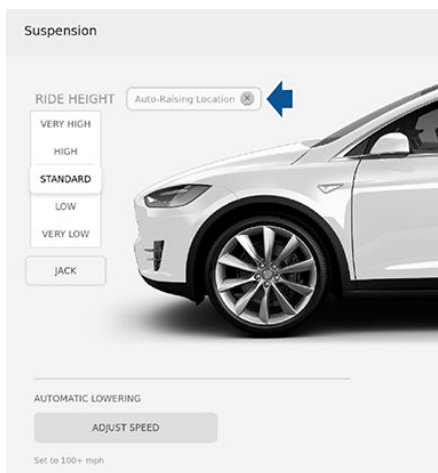 Suspension
RIDE HEIGHT
Auto-Raising Location
VERY HIGH
HIGH
STANDARD
LOW
VERY LOW
JACK
AUTOMATIC LOWERING
ADJUST SPEED
Set to 100+ mph